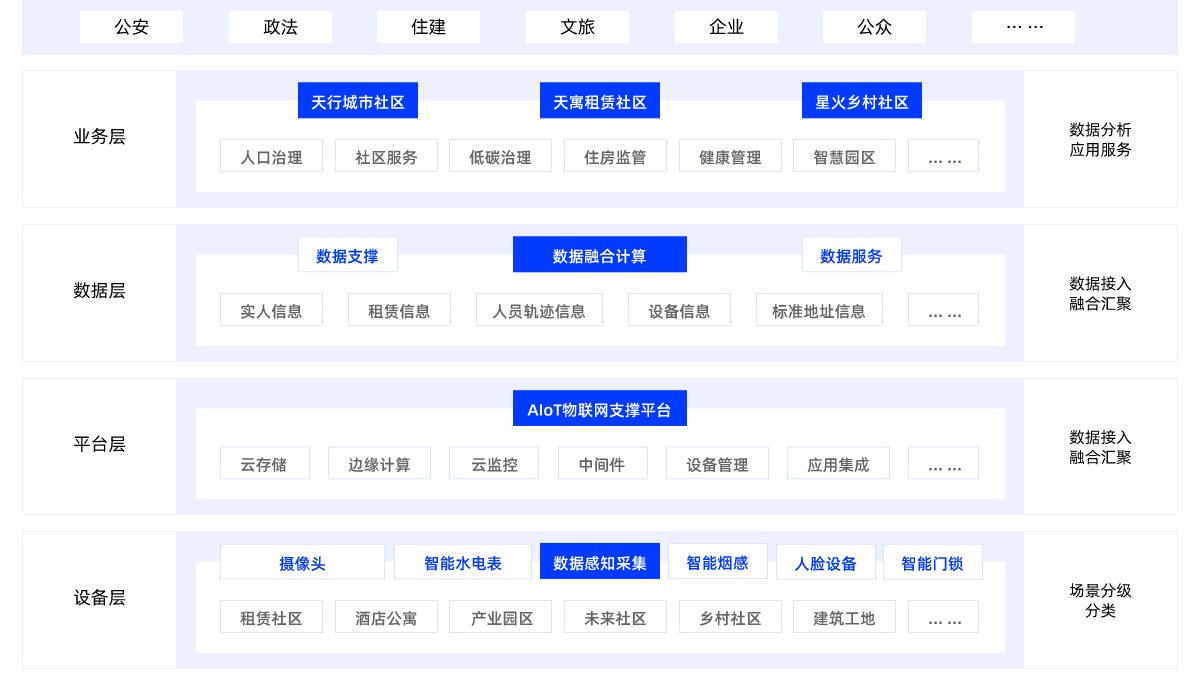 公安 政法 住建 文旅 企业 公众 ... ...
业务层
天行城市社区 天寓租赁社区 星火乡村社区
人口治理 社区服务 低碳治理 住房监管 健康管理 智慧园区 ... ...
数据分析
应用服务
数据层
数据支撑 数据融合计算 数据服务
实人信息 租赁信息 人员轨迹信息 设备信息 标准地址信息 ... ...
数据接入
融合汇聚
平台层
AIoT物联网支撑平台
云存储 边缘计算 云监控 中间件 设备管理 应用集成 ... ...
数据接入
融合汇聚
设备层
摄像头 智能水电表 数据感知采集 智能烟感 人脸设备 智能门锁
租赁社区 酒店公寓 产业园区 未来社区 乡村社区 建筑工地 ... ...
场景分级
分类